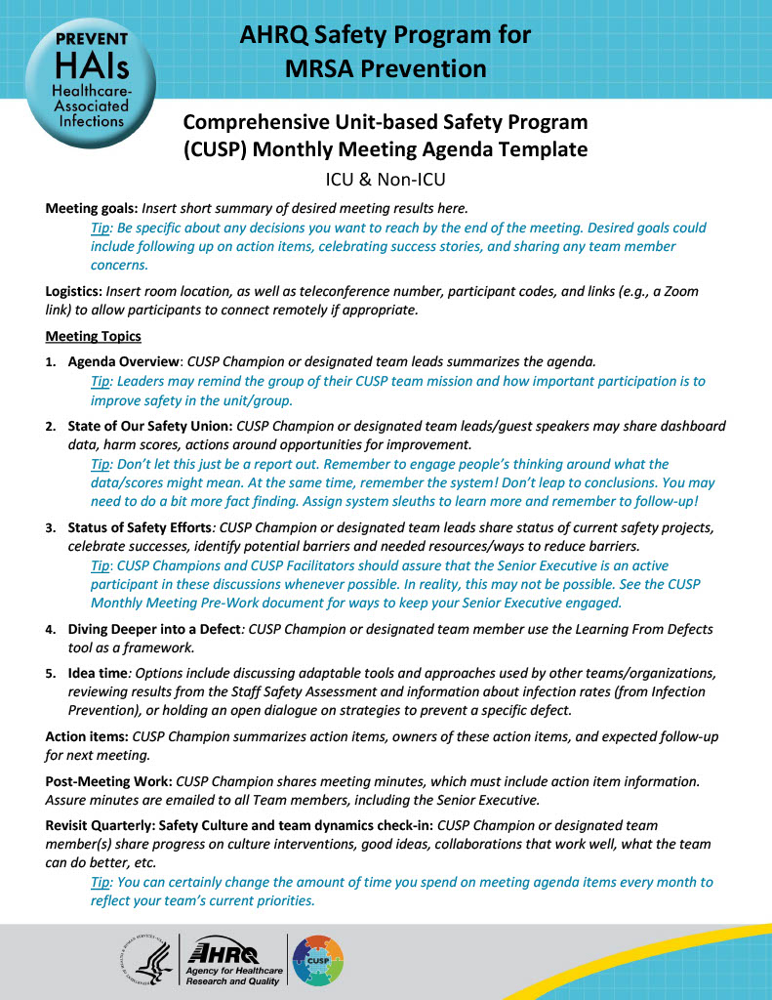 PREVENT
HAIs
Healthcare-
Associated
Infections
AHRQ Safety Program for
MRSA Prevention
Comprehensive Unit-based Safety Program
(CUSP) Monthly Meeting Agenda Template
ICU & Non-ICU
Meeting goals: Insert short summary of desired meeting results here.
Tip: Be specific about any decisions you want to reach by the end of the meeting. Desired goals could
include following up on action items, celebrating success stories, and sharing any team member
concerns.
Logistics: Insert room location, as well as teleconference number, participant codes, and links (e.g., a Zoom
link) to allow participants to connect remotely if appropriate.
Meeting Topics
1. Agenda Overview: CUSP Champion or designated team leads summarizes the agenda.
Tip: Leaders may remind the group of their CUSP team mission and how important participation is to
improve safety in the unit/group.
2. State of Our Safety Union: CUSP Champion or designated team leads/guest speakers may share dashboard
data, harm scores, actions around opportunities for improvement.
Tip: Don’t let this just be a report out. Remember to engage people’s thinking around what the
data/scores might mean. At the same time, remember the system! Don’t leap to conclusions. You may
need to do a bit more fact finding. Assign system sleuths to learn more and remember to follow-up!
3. Status of Safety Efforts: CUSP Champion or designated team leads share status of current safety projects,
celebrate successes, identify potential barriers and needed resources/ways to reduce barriers.
Tip: CUSP Champions and CUSP Facilitators should assure that the Senior Executive is an active
participant in these discussions whenever possible. In reality, this may not be possible. See the CUSP
Monthly Meeting Pre-Work document for ways to keep your Senior Executive engaged.
4. Diving Deeper into a Defect: CUSP Champion or designated team member use the Learning From Defects
tool as a framework.
5. Idea time: Options include discussing adaptable tools and approaches used by other teams/organizations,
reviewing results from the Staff Safety Assessment and information about infection rates (from Infection
Prevention), or holding an open dialogue on strategies to prevent a specific defect.
Action items: CUSP Champion summarizes action items, owners of these action items, and expected follow-up
for next meeting.
Post-Meeting Work: CUSP Champion shares meeting minutes, which must include action item information.
Assure minutes are emailed to all Team members, including the Senior Executive.
Revisit Quarterly: Safety Culture and team dynamics check-in: CUSP Champion or designated team
member(s) share progress on culture interventions, good ideas, collaborations that work well, what the team
can do better, etc.
Tip: You can certainly change the amount of time you spend on meeting agenda items every month to
reflect your team’s current priorities.
AHRQ
Agency for Healthcare
Research and Quality
CUSP